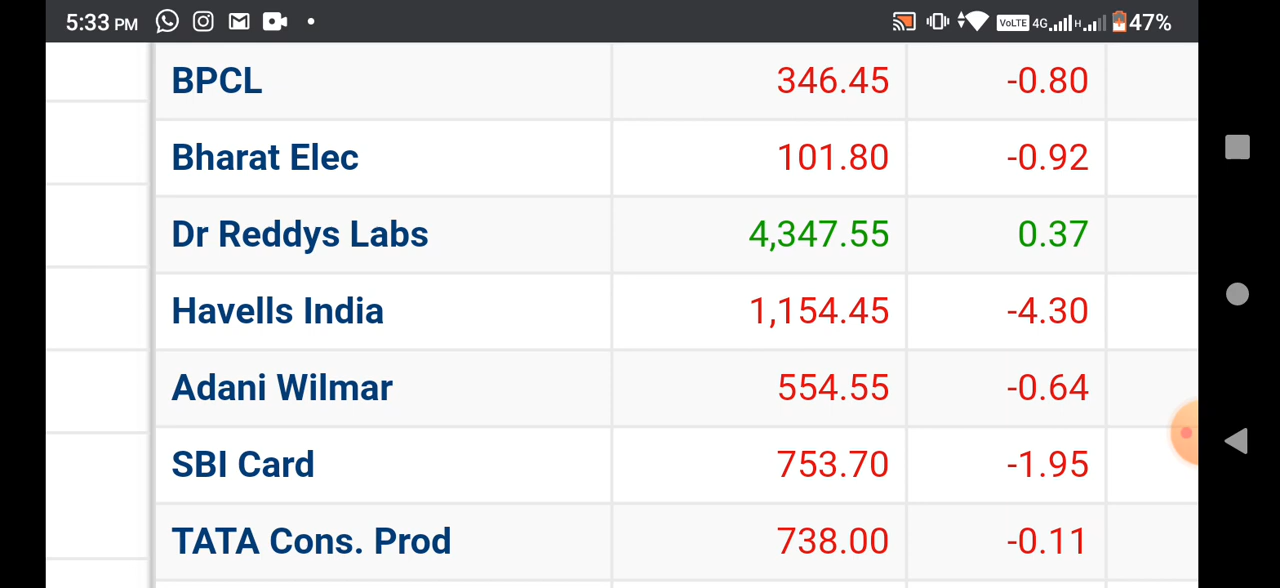 5:33 PM VoLTE 4G H 47%
BPCL 346.45 -0.80
Bharat Elec 101.80 -0.92
Dr Reddys Labs 4,347.55 0.37
Havells India 1,154.45 -4.30
Adani Wilmar 554.55 -0.64
SBI Card 753.70 -1.95
TATA Cons. Prod 738.00 -0.11